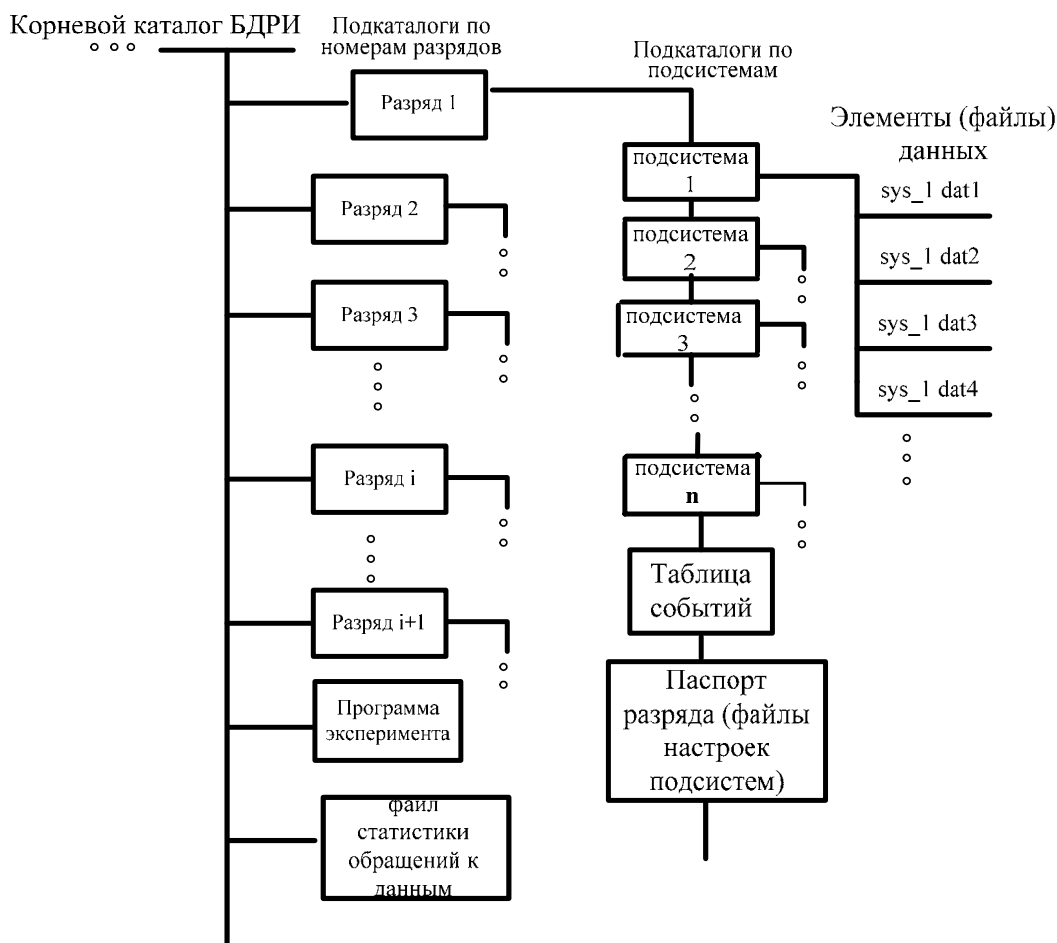 Корневой каталог БДРИ
Подкаталоги по
номерам разрядов
Подкаталоги по
подсистемам
Элементы (файлы)
данных
Разряд 1
Разряд 2
Разряд 3
Разряд i
Разряд i+1
Программа
эксперимента
файл
статистики
обращений к
данным
подсистема
1
подсистема
2
подсистема
3
подсистема
n
Таблица
событий
Паспорт
разряда (файлы
настроек
подсистем)
sys_1 dat1
sys_1 dat2
sys_1 dat3
sys_1 dat4